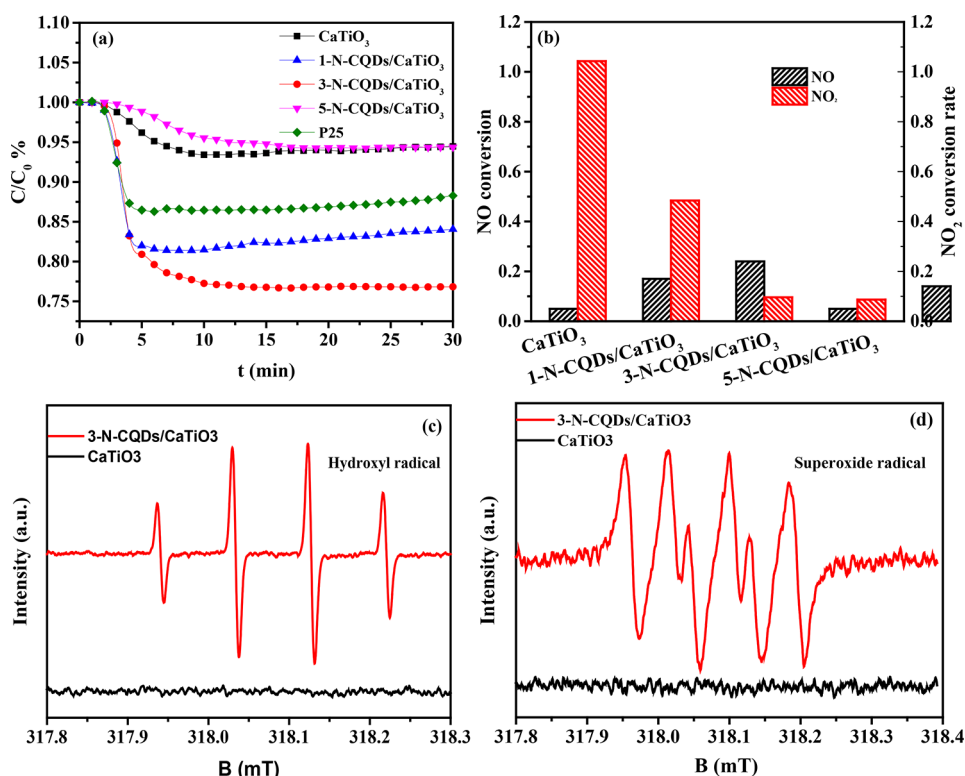 (a)
CaTiO₃
1-N-CQDs/CaTiO₃
3-N-CQDs/CaTiO₃
5-N-CQDs/CaTiO₃
P25
1.10
1.05
1.00
0.95
0.90
0.85
0.80
0.75
C/C₀ %
0 5 10 15 20 25 30
t (min)
(b)
NO
NO₂
1.2
1.0
0.8
0.6
0.4
0.2
0.0
NO conversion
1.2
1.0
0.8
0.6
0.4
0.2
0.0
NO₂ conversion rate
CaTiO₃
1-N-CQDs/CaTiO₃
3-N-CQDs/CaTiO₃
5-N-CQDs/CaTiO₃
(c)
3-N-CQDs/CaTiO3
CaTiO3
Hydroxyl radical
Intensity (a.u.)
317.8 317.9 318.0 318.1 318.2 318.3
B (mT)
(d)
3-N-CQDs/CaTiO3
CaTiO3
Superoxide radical
Intensity (a.u.)
317.8 317.9 318.0 318.1 318.2 318.3 318.4
B (mT)